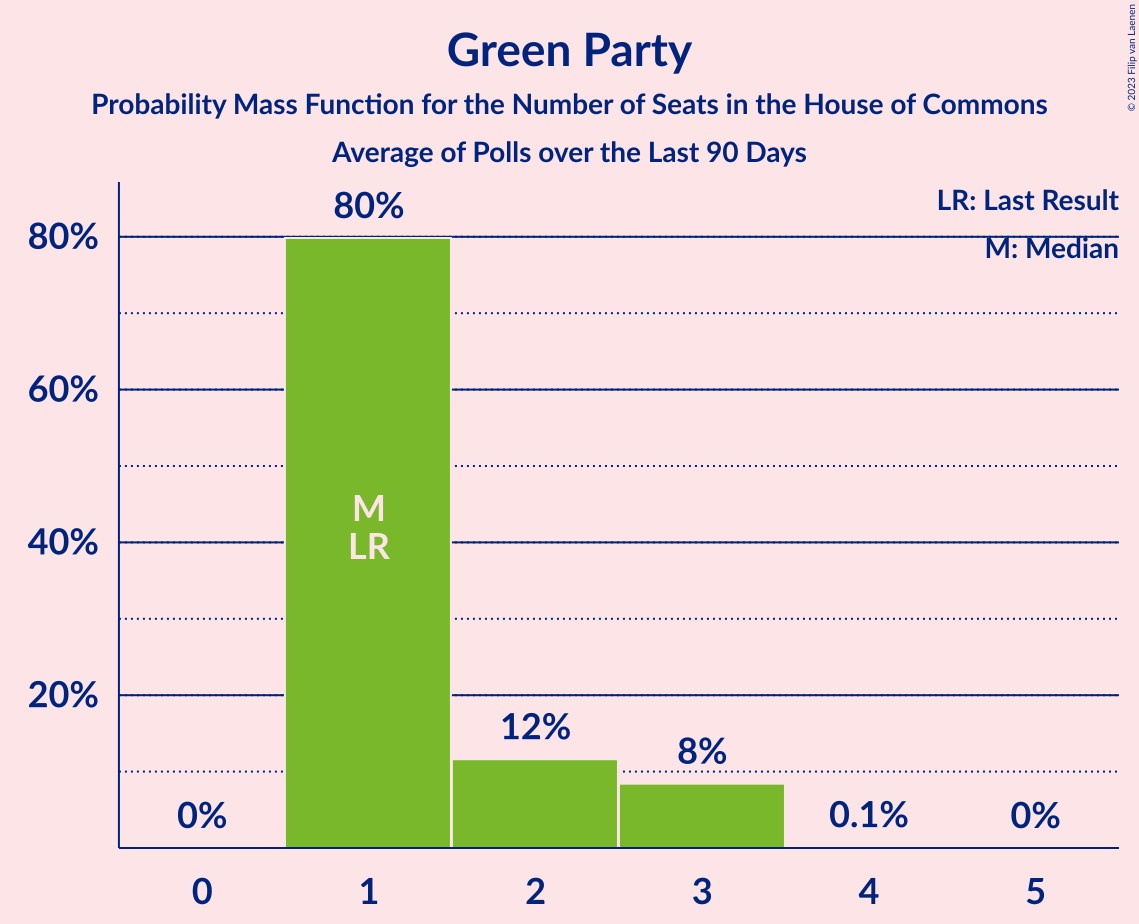 Green Party
Probability Mass Function for the Number of Seats in the House of Commons
Average of Polls over the Last 90 Days
© 2023 Filip van Laenen
LR: Last Result
M: Median
80%
60%
40%
20%
0%
80%
12%
8%
0.1%
0%
M
LR
0 1 2 3 4 5